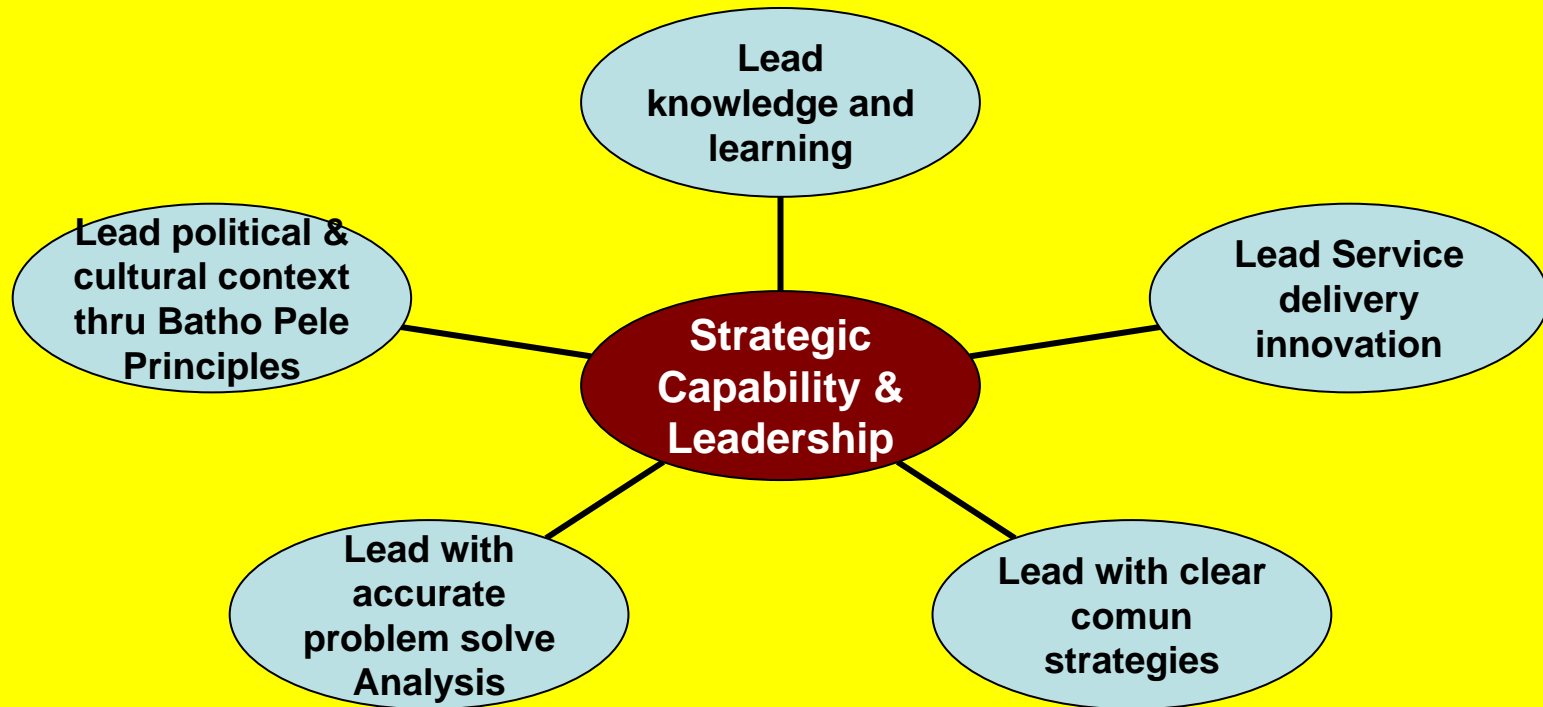 Lead
knowledge and
learning
Lead political &
cultural context
thru Batho Pele
Principles
Lead Service
delivery
innovation
Strategic
Capability &
Leadership
Lead with
accurate
problem solve
Analysis
Lead with clear
comun
strategies